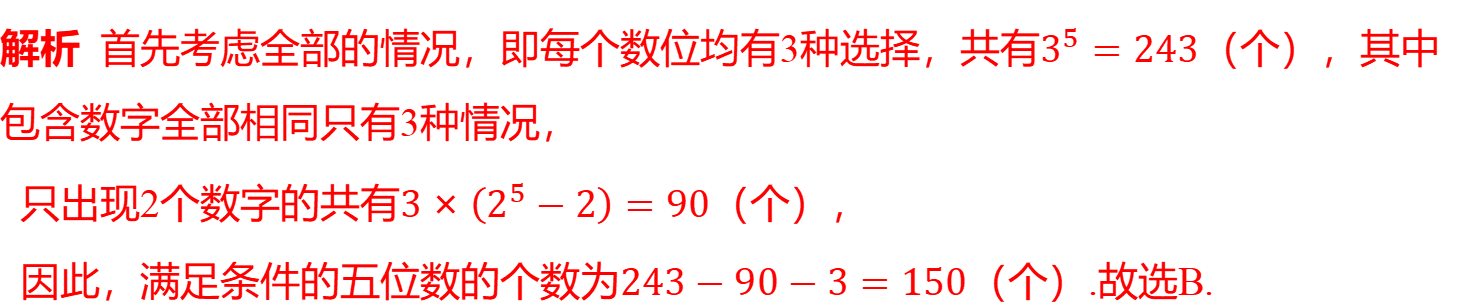 解析 首先考虑全部的情况，即每个数位均有3种选择，共有3⁵ = 243（个），其中
包含数字全部相同只有3种情况，
只出现2个数字的共有3 × (2⁵ − 2) = 90（个），
因此，满足条件的五位数的个数为243 − 90 − 3 = 150（个）.故选B.